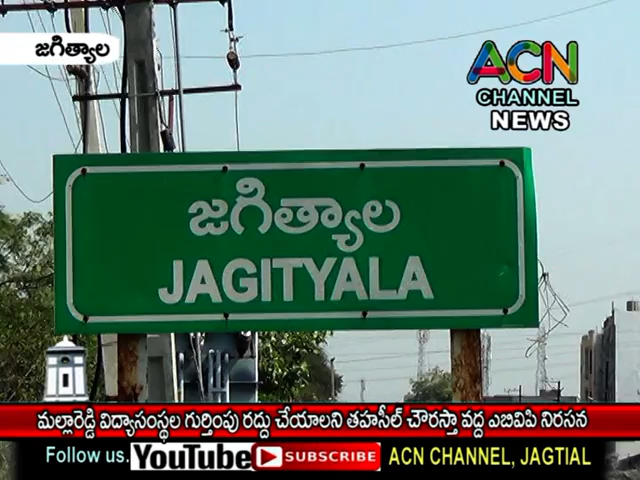 జగిత్యాల
ACN
CHANNEL
NEWS
జగిత్యాల
JAGITYALA
మల్లారెడ్డి విద్యాసంస్థల గుర్తింపు రద్దు చేయాలని తహసీల్ చౌరస్తా వద్ద ఎబివిపి నిరసన
Follow us. YouTube SUBSCRIBE ACN CHANNEL, JAGTIAL